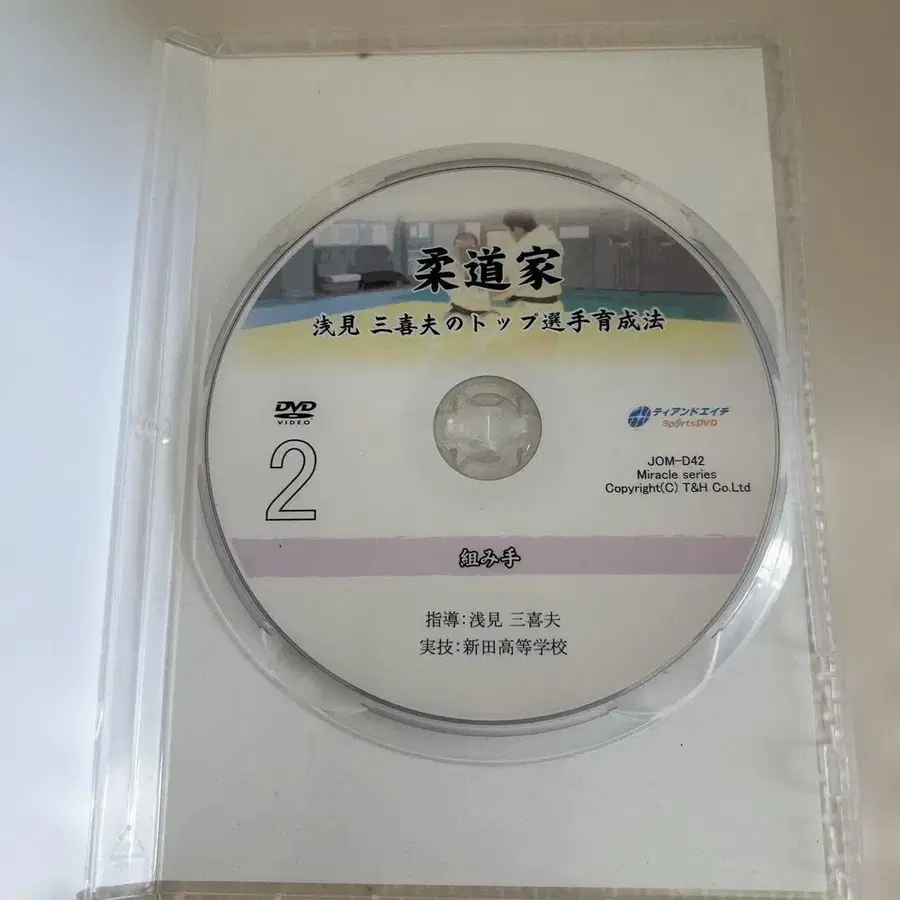 柔道家
浅見 三喜夫のトップ選手育成法
DVD
VIDEO
2
ティアンドエイチ
SportsDVD
JOM-D42
Miracle series
Copyright(C) T&H Co.Ltd
組み手
指導:浅見 三喜夫
実技:新田高等学校